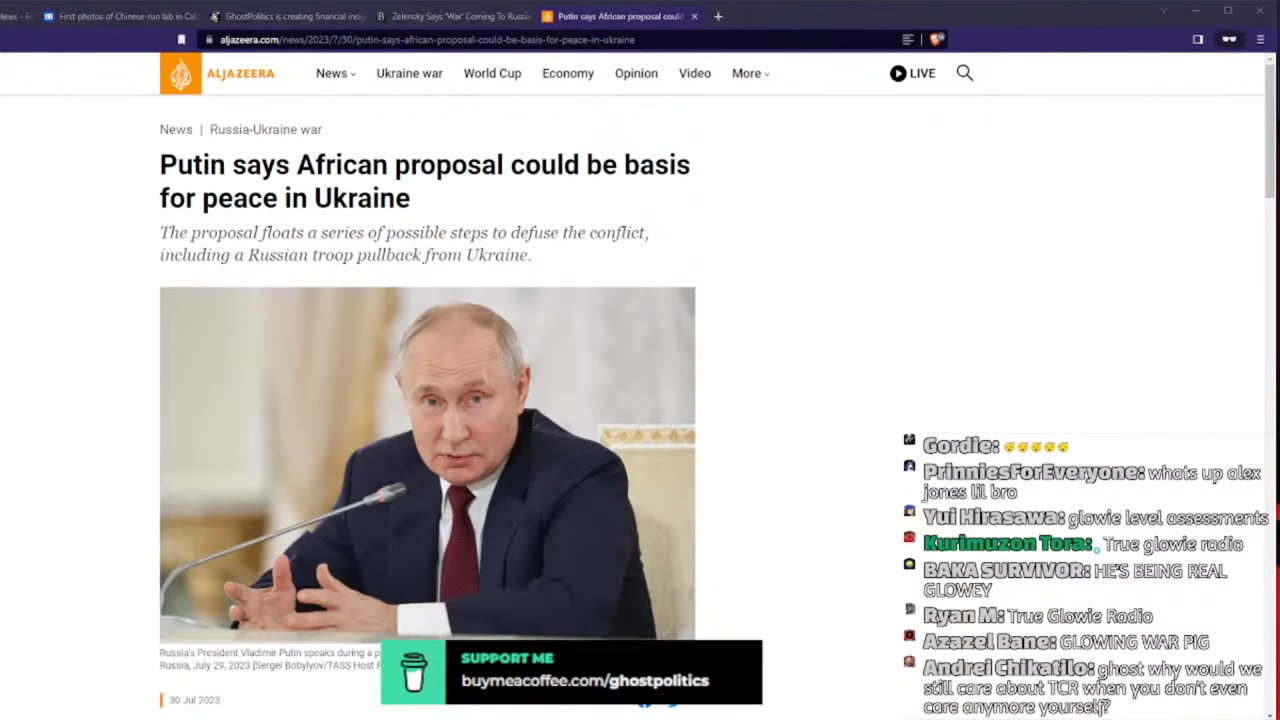 News - F
First photos of Chinese-run lab in Cal
GhostPolitics is creating financial insig
Zelensky Says 'War' Coming To Russia
Putin says African proposal could
aljazeera.com/news/2023/7/30/putin-says-african-proposal-could-be-basis-for-peace-in-ukraine
ALJAZEERA
News
Ukraine war
World Cup
Economy
Opinion
Video
More
LIVE
News | Russia-Ukraine war
Putin says African proposal could be basis
for peace in Ukraine
The proposal floats a series of possible steps to defuse the conflict,
including a Russian troop pullback from Ukraine.
Russia's President Vladimir Putin speaks during a p
Russia, July 29, 2023 [Sergei Bobylyov/TASS Host P
30 Jul 2023
SUPPORT ME
buymeacoffee.com/ghostpolitics
Gordie: 😴😴😴😴😴
PrinniesForEveryone: whats up alex
jones lil bro
Yui Hirasawa: glowie level assessments
Kurimuzon Tora: True glowie radio
BAKA SURVIVOR: HE'S BEING REAL
GLOWEY
Ryan M: True Glowie Radio
Azazel Bane: GLOWING WAR PIG
Andrei Chikatilo: ghost why would we
still care about TCR when you don't even
care anymore yourself?